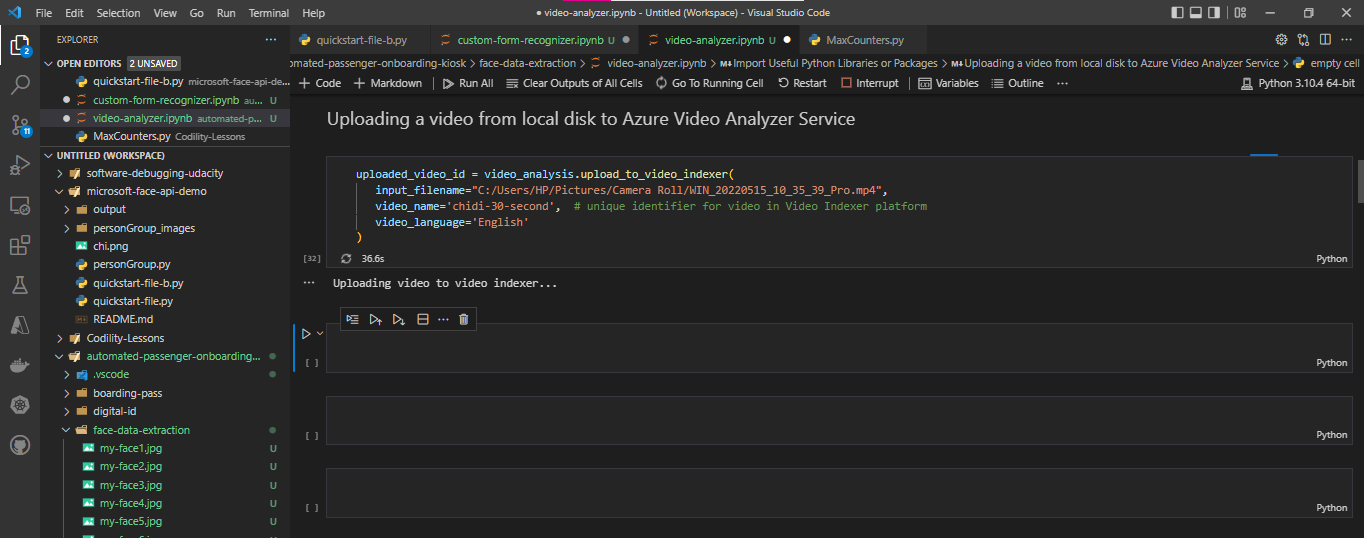 File Edit Selection View Go Run Terminal Help
● video-analyzer.ipynb - Untitled (Workspace) - Visual Studio Code
EXPLORER
OPEN EDITORS 2 UNSAVED
quickstart-file-b.py microsoft-face-api-de...
custom-form-recognizer.ipynb au... U
video-analyzer.ipynb automated-p... U
MaxCounters.py Codility-Lessons
UNTITLED (WORKSPACE)
software-debugging-udacity
microsoft-face-api-demo
output
personGroup_images
chi.png
personGroup.py
quickstart-file-b.py
quickstart-file.py
README.md
Codility-Lessons
automated-passenger-onboarding...
.vscode
boarding-pass
digital-id
face-data-extraction
my-face1.jpg U
my-face2.jpg U
my-face3.jpg U
my-face4.jpg U
my-face5.jpg U
2
11
quickstart-file-b.py
custom-form-recognizer.ipynb U
video-analyzer.ipynb U
MaxCounters.py
omated-passenger-onboarding-kiosk > face-data-extraction > video-analyzer.ipynb > Import Useful Python Libraries or Packages > Uploading a video from local disk to Azure Video Analyzer Service > empty cell
+ Code + Markdown Run All Clear Outputs of All Cells Go To Running Cell Restart Interrupt Variables Outline ... Python 3.10.4 64-bit
Uploading a video from local disk to Azure Video Analyzer Service
uploaded_video_id = video_analysis.upload_to_video_indexer(
input_filename="C:/Users/HP/Pictures/Camera Roll/WIN_20220515_10_35_39_Pro.mp4",
video_name='chidi-30-second', # unique identifier for video in Video Indexer platform
video_language='English'
)
[32] 36.6s Python
... Uploading video to video indexer...
[ ] Python
[ ] Python
[ ] Python